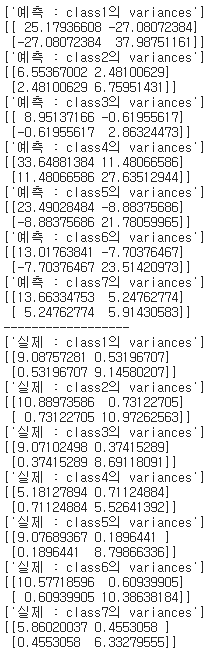 ['예측 : class1의 variances']
[[ 25.17936608 -27.08072384]
 [-27.08072384  37.98751161]]
['예측 : class2의 variances']
[[6.55367002 2.48100629]
 [2.48100629 6.75951431]]
['예측 : class3의 variances']
[[ 8.95137166 -0.61955617]
 [-0.61955617  2.86324473]]
['예측 : class4의 variances']
[[33.64881384 11.48066586]
 [11.48066586 27.63512944]]
['예측 : class5의 variances']
[[23.49028484 -8.88375686]
 [-8.88375686 21.78059965]]
['예측 : class6의 variances']
[[13.01763841 -7.70376467]
 [-7.70376467 23.51420973]]
['예측 : class7의 variances']
[[13.66334753  5.24762774]
 [ 5.24762774  5.91430583]]
------------------
['실제 : class1의 variances']
[[9.08757281 0.53196707]
 [0.53196707 9.14580207]]
['실제 : class2의 variances']
[[10.88973586  0.73122705]
 [ 0.73122705 10.97262563]]
['실제 : class3의 variances']
[[9.07102498 0.37415289]
 [0.37415289 8.69118091]]
['실제 : class4의 variances']
[[5.18127894 0.71124884]
 [0.71124884 5.52641392]]
['실제 : class5의 variances']
[[9.07689367 0.1896441 ]
 [0.1896441  8.79866336]]
['실제 : class6의 variances']
[[10.57718596  0.60939905]
 [ 0.60939905 10.38638184]]
['실제 : class7의 variances']
[[5.86020037 0.4553058 ]
 [0.4553058  6.33279555]]